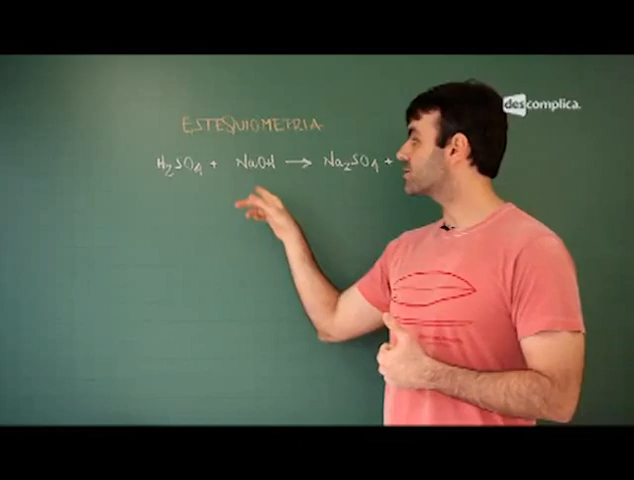 descomplica.
ESTEQUIOMETRIA
H₂SO₄ + NaOH → Na₂SO₄ +